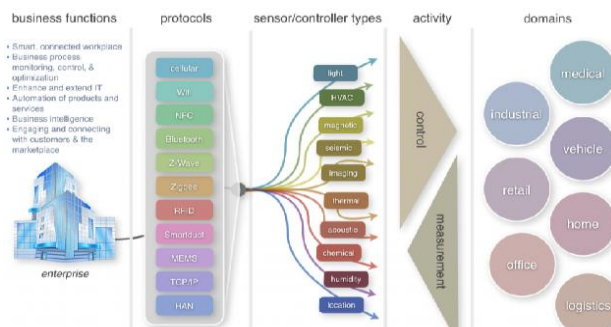 business functions
protocols
sensor/controller types
activity
domains
• Smart, connected workplace
• Business process
monitoring, control, &
optimization
• Enhance and extend IT
• Automation of products and
services
• Business intelligence
• Engaging and connecting
with customers & the
marketplace
enterprise
cellular
Wifi
NFC
Bluetooth
Z-Wave
Zigbee
RFID
Smartdust
MEMS
TCP/IP
HAN
light
HVAC
magnetic
seismic
imaging
thermal
acoustic
chemical
humidity
location
control
measurement
medical
industrial
vehicle
retail
home
office
logistics